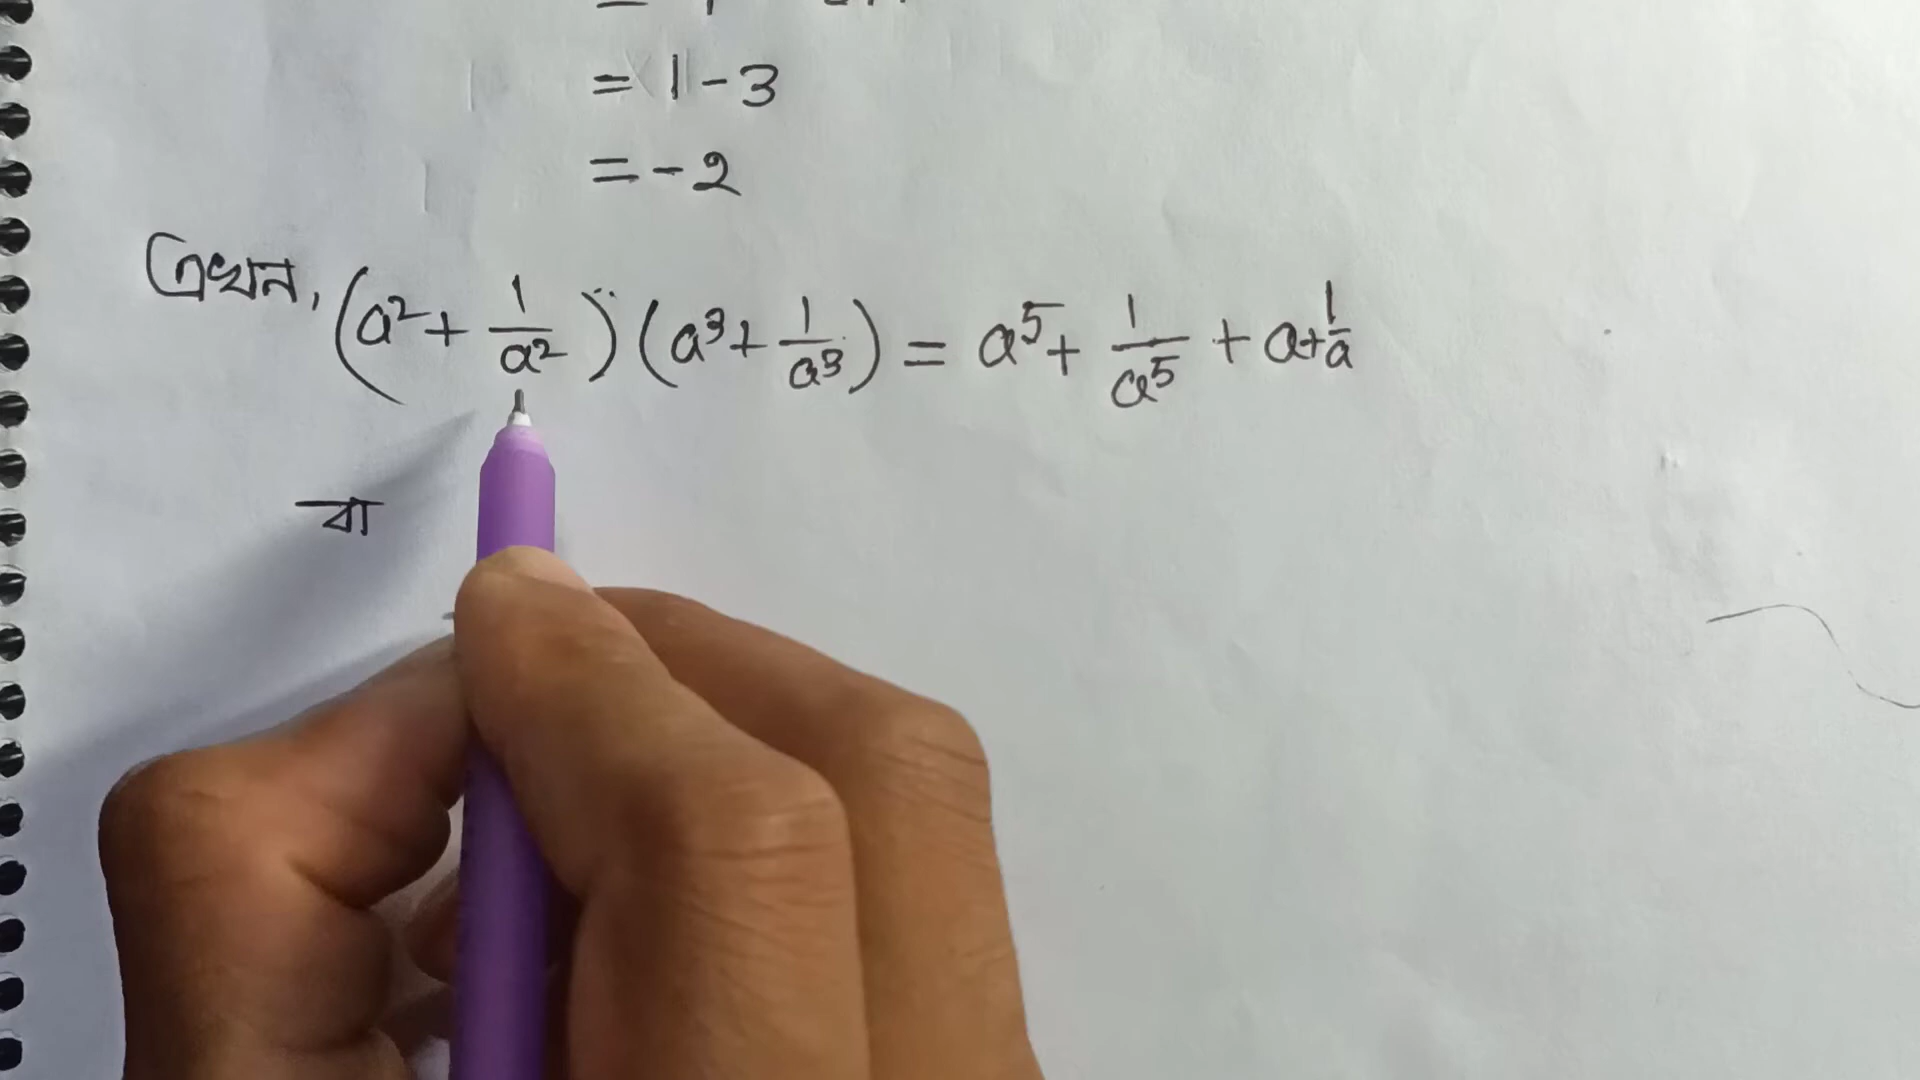 = 1 - 3
= - 2
এখন, (a² + 1/a²) (a³ + 1/a³) = a⁵ + 1/a⁵ + a + 1/a
বা